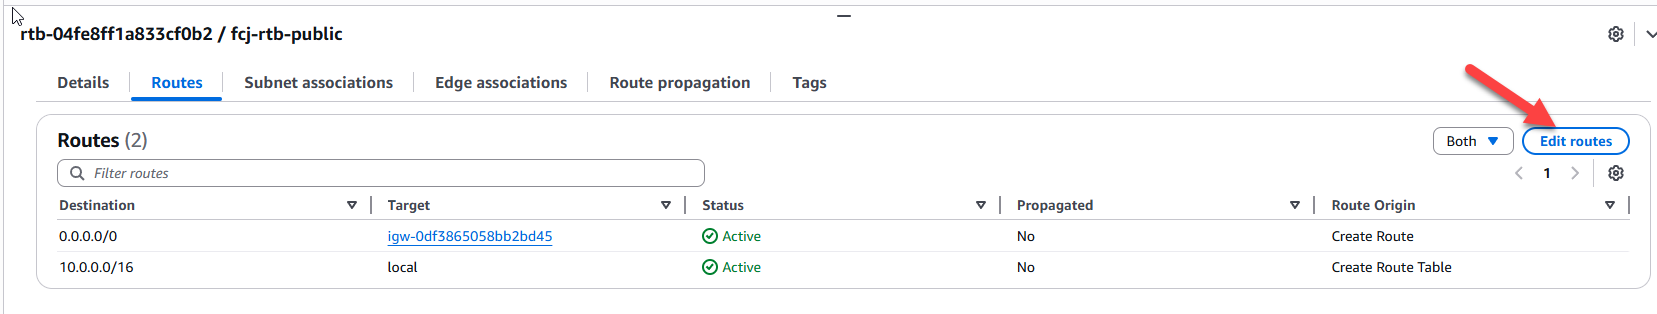 rtb-04fe8ff1a833cf0b2 / fcj-rtb-public
Details Routes Subnet associations Edge associations Route propagation Tags
Routes (2) Both Edit routes
Filter routes 1
Destination Target Status Propagated Route Origin
0.0.0.0/0 igw-0df3865058bb2bd45 Active No Create Route
10.0.0.0/16 local Active No Create Route Table